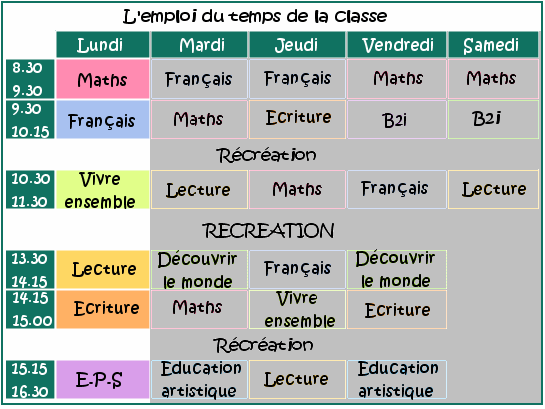 L'emploi du temps de la classe
Lundi Mardi Jeudi Vendredi Samedi
8.30
9.30
Maths Français Français Maths Maths
9.30
10.15
Français Maths Ecriture B2i B2i
Récréation
10.30
11.30
Vivre
ensemble
Lecture Maths Français Lecture
RECREATION
13.30
14.15
Lecture
Découvrir
le monde
Français
Découvrir
le monde
14.15
15.00
Ecriture Maths
Vivre
ensemble
Ecriture
Récréation
15.15
16.30
E-P-S
Education
artistique
Lecture
Education
artistique